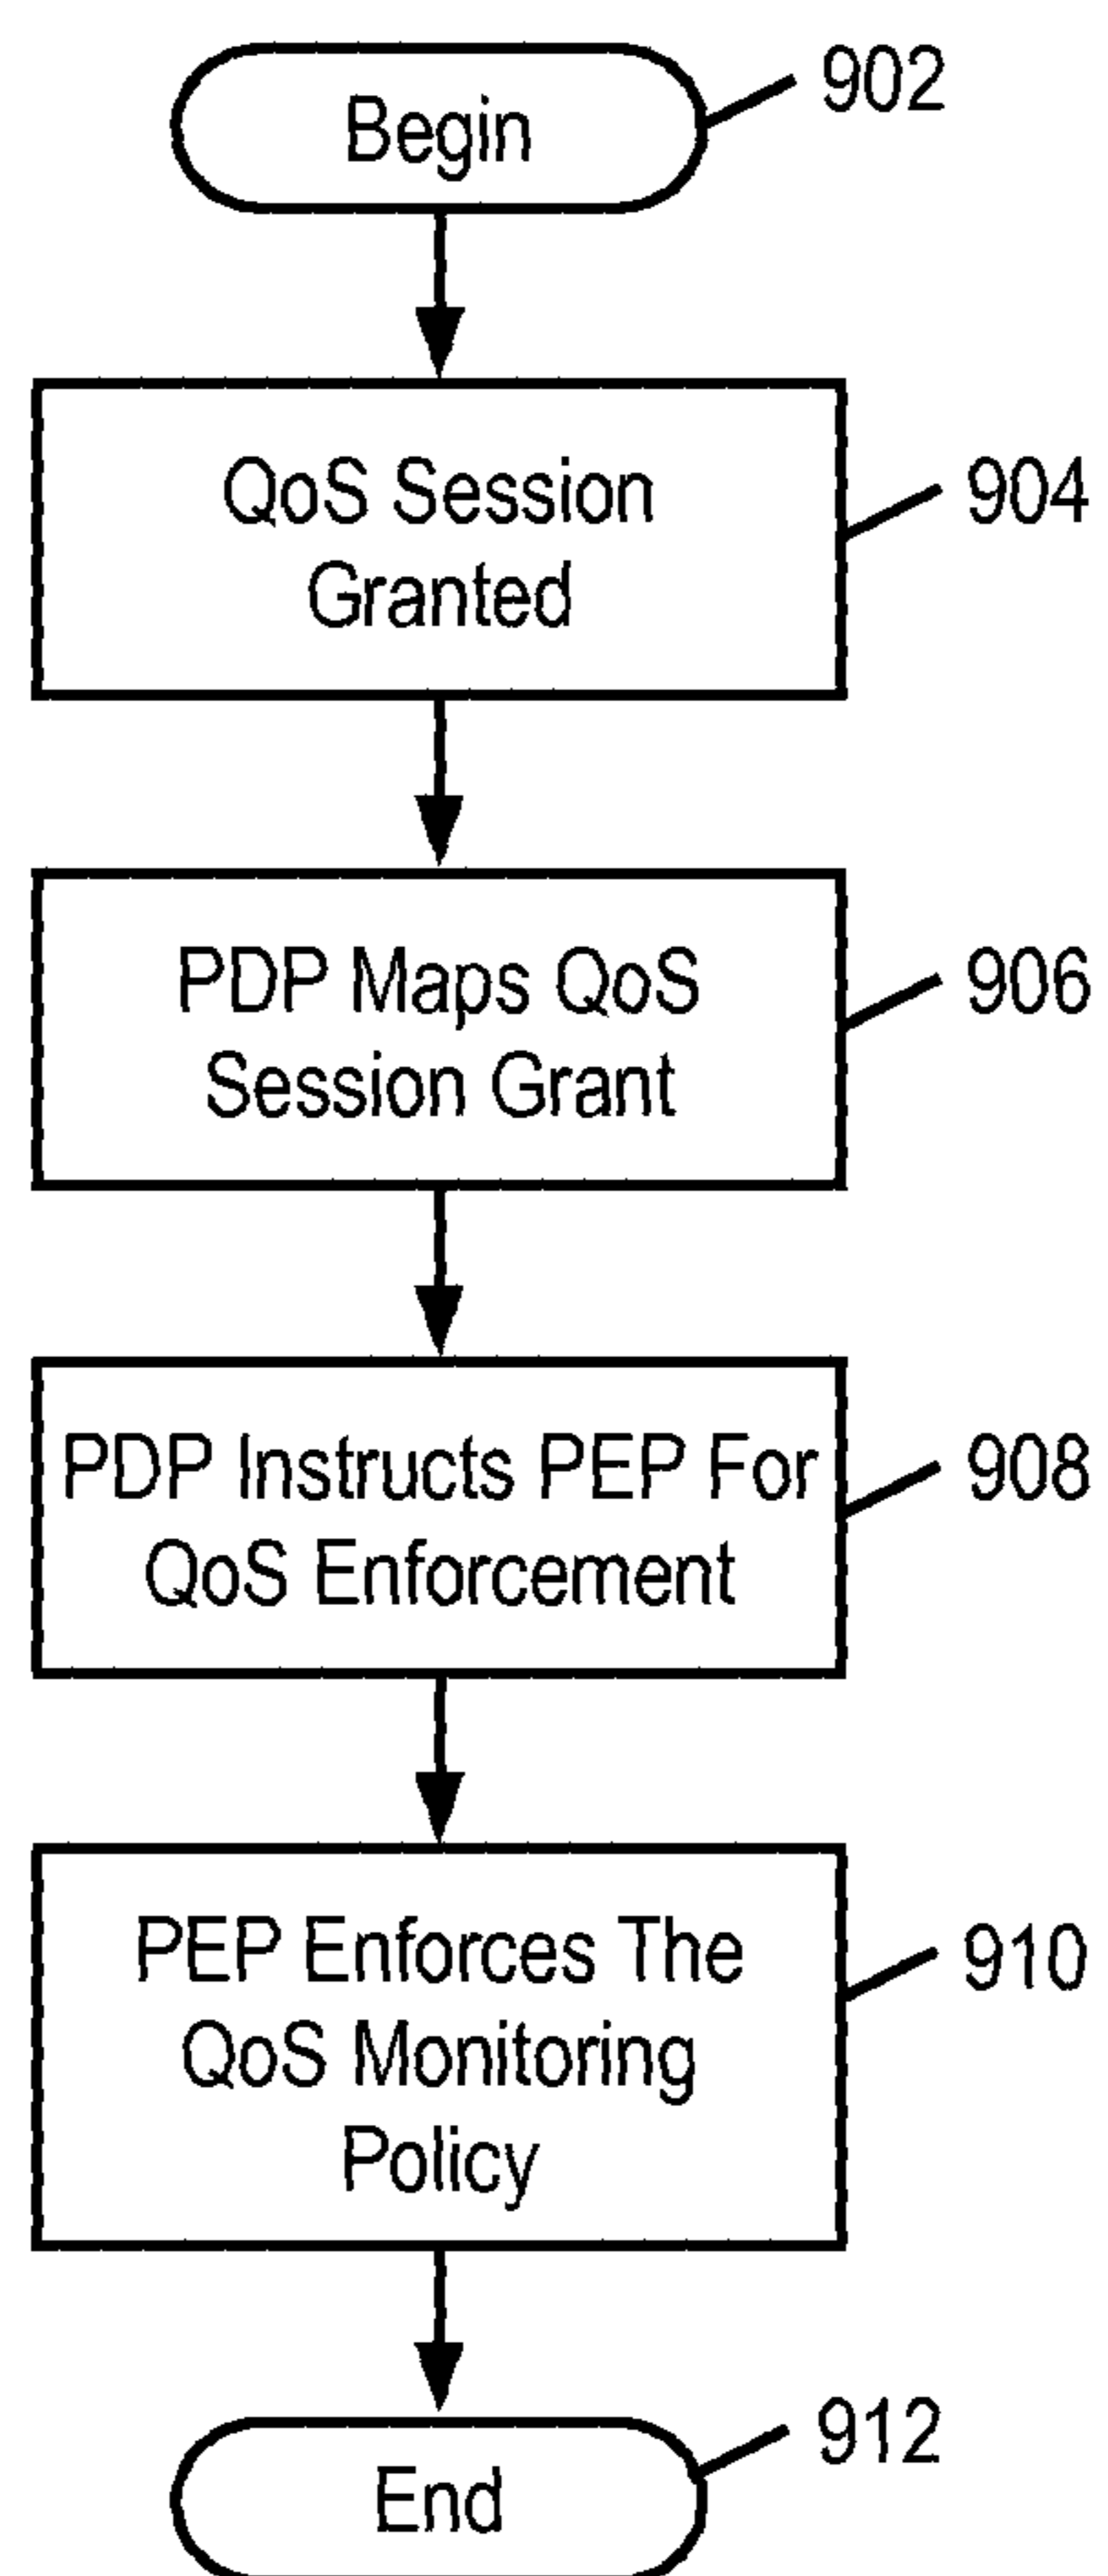 Begin
902
QoS Session
Granted
904
PDP Maps QoS
Session Grant
906
PDP Instructs PEP For
QoS Enforcement
908
PEP Enforces The
QoS Monitoring
Policy
910
End
912